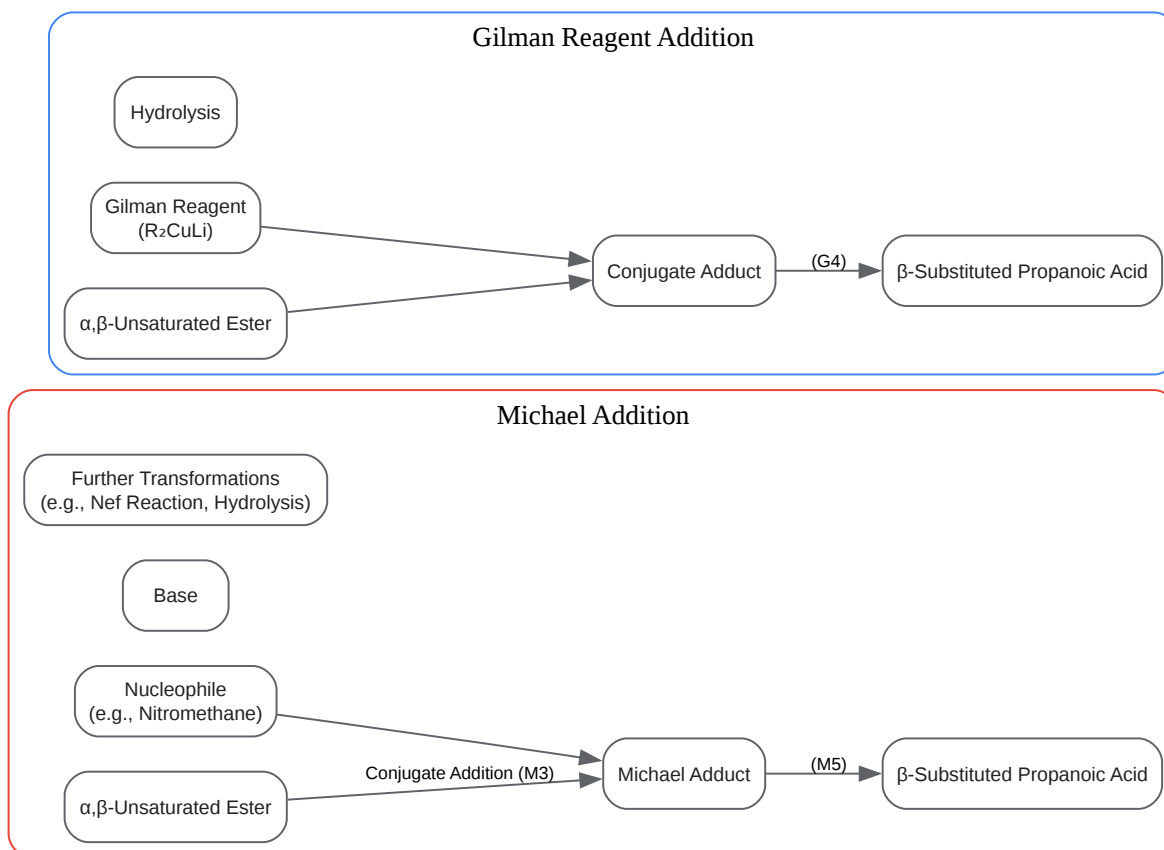 Gilman Reagent Addition
Hydrolysis
Gilman Reagent
(R₂CuLi)
α,β-Unsaturated Ester
Conjugate Adduct
(G4)
β-Substituted Propanoic Acid
Michael Addition
Further Transformations
(e.g., Nef Reaction, Hydrolysis)
Base
Nucleophile
(e.g., Nitromethane)
α,β-Unsaturated Ester
Conjugate Addition (M3)
Michael Adduct
(M5)
β-Substituted Propanoic Acid